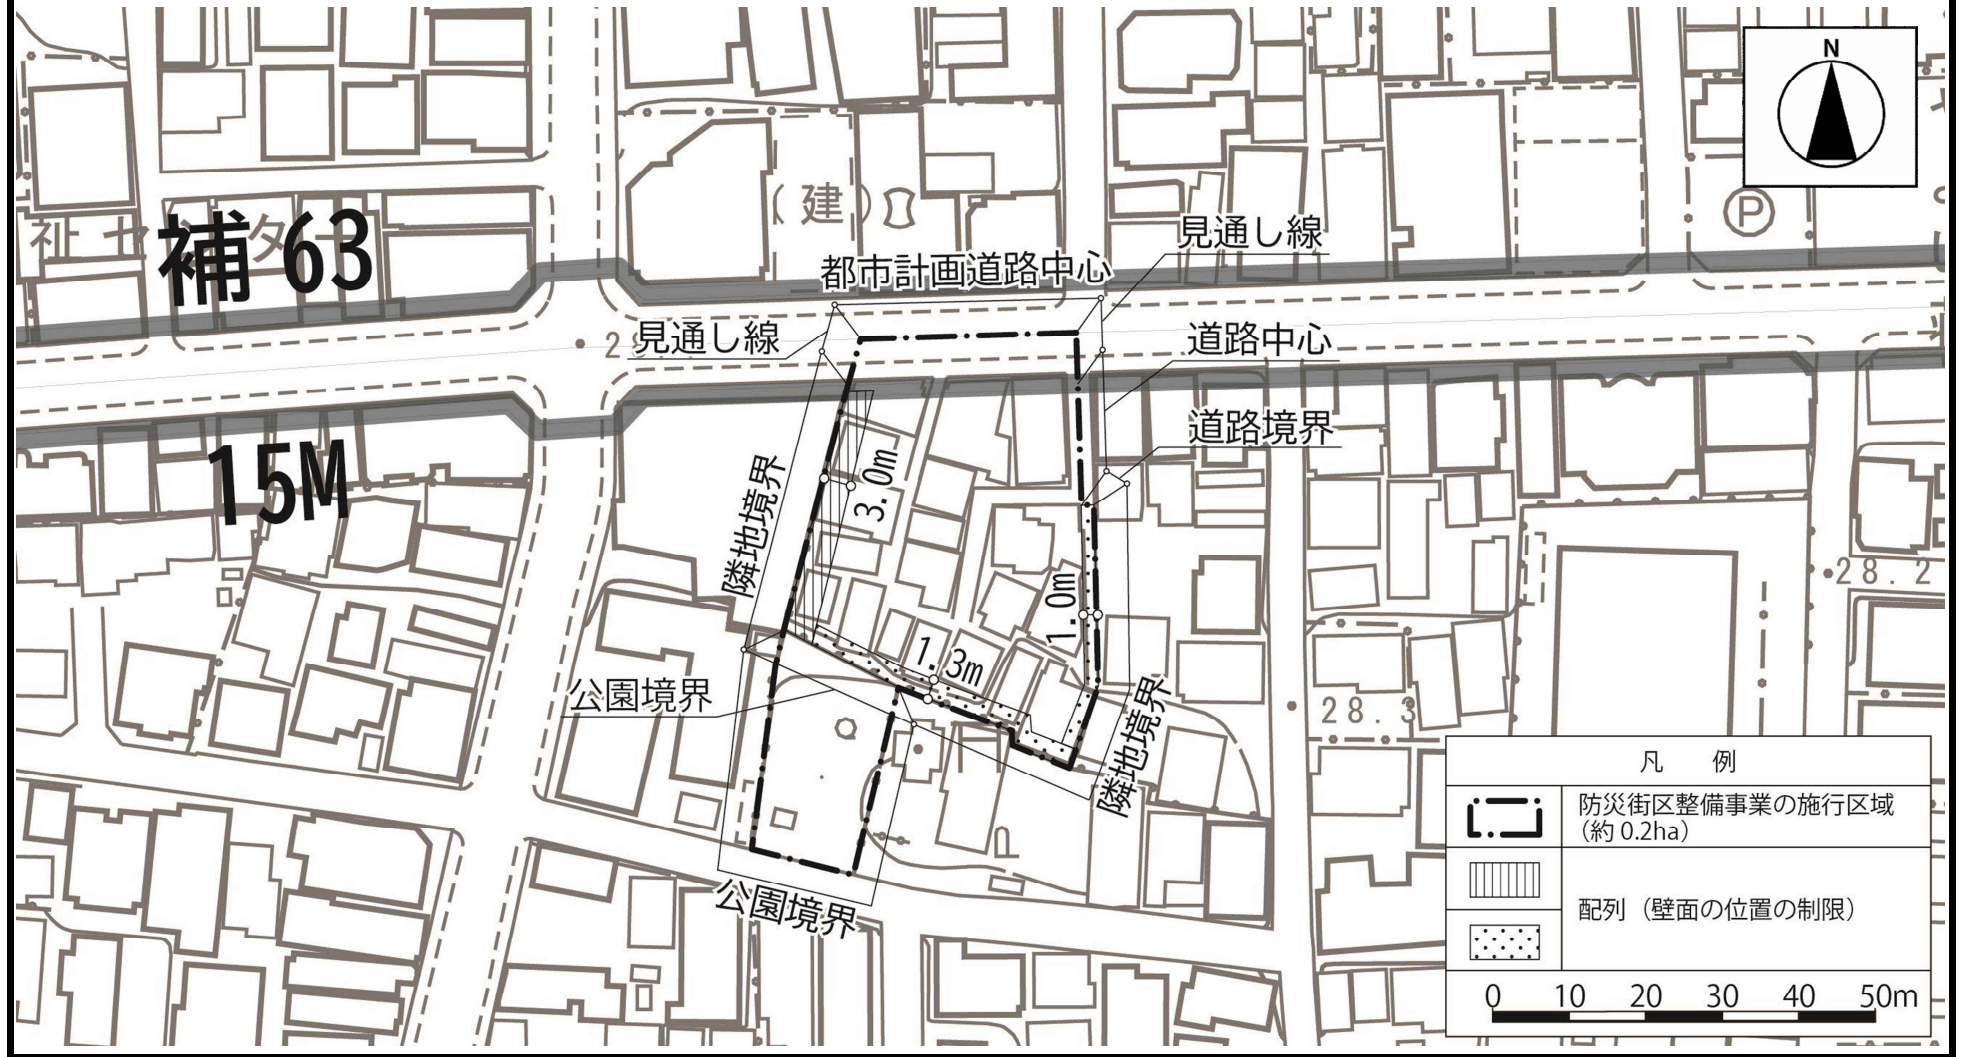 N
(建)
P
補63
見通し線
都市計画道路中心
見通し線
道路中心
道路境界
15M
隣地境界
3.0m
28.2
1.0m
1.3m
公園境界
28.3
隣地境界
公園境界
凡 例
防災街区整備事業の施行区域
(約0.2ha)
配列(壁面の位置の制限)
0 10 20 30 40 50m